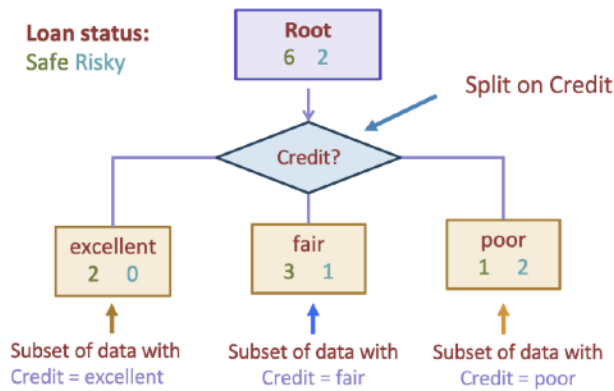 Loan status:
Safe Risky
Root
6 2
Split on Credit
Credit?
excellent
2 0
fair
3 1
poor
1 2
Subset of data with
Credit = excellent
Subset of data with
Credit = fair
Subset of data with
Credit = poor